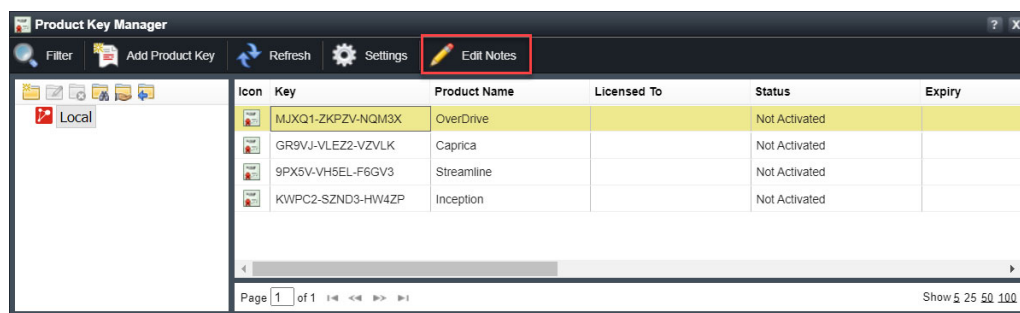 Product Key Manager ? X
Filter Add Product Key Refresh Settings Edit Notes
Local
Icon Key Product Name Licensed To Status Expiry
MJXQ1-ZKPZV-NQM3X OverDrive Not Activated
GR9VJ-VLEZ2-VZVLK Caprica Not Activated
9PX5V-VH5EL-F6GV3 Streamline Not Activated
KWPC2-SZND3-HW4ZP Inception Not Activated
Page 1 of 1 Show 5 25 50 100